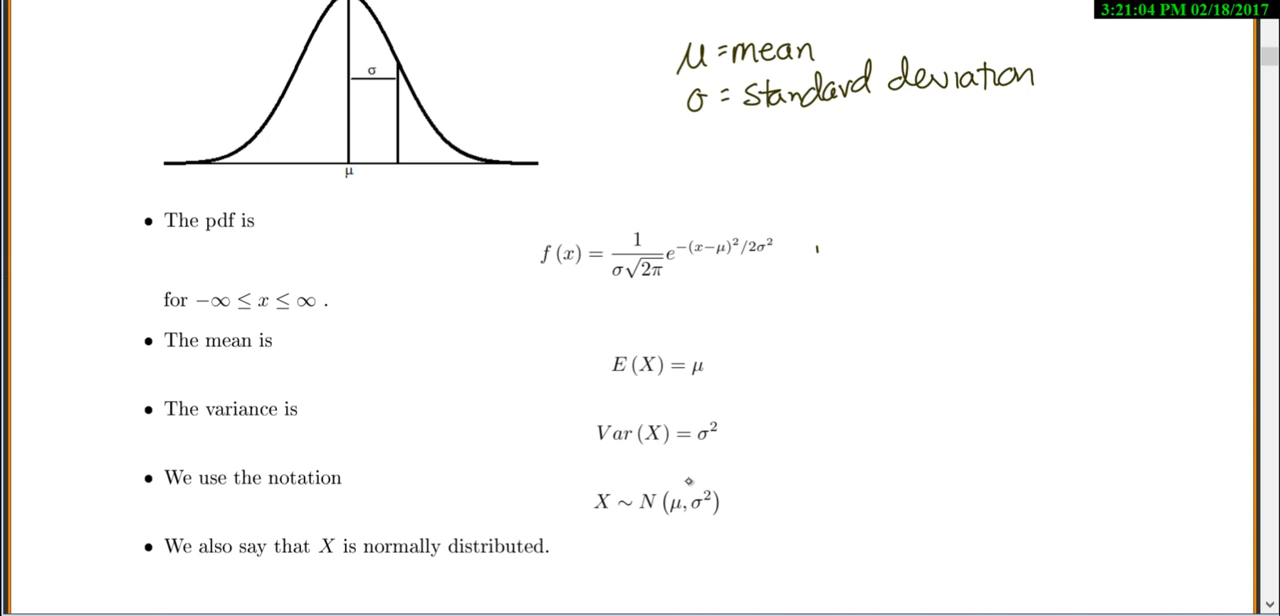 3:21:04 PM 02/18/2017
μ = mean
σ = standard deviation
σ
μ
• The pdf is
f (x) = 1/(σ√2π) e^−(x−μ)²/2σ²
for −∞ ≤ x ≤ ∞ .
• The mean is
E (X) = μ
• The variance is
Var (X) = σ²
• We use the notation
X ∼ N (μ, σ²)
• We also say that X is normally distributed.